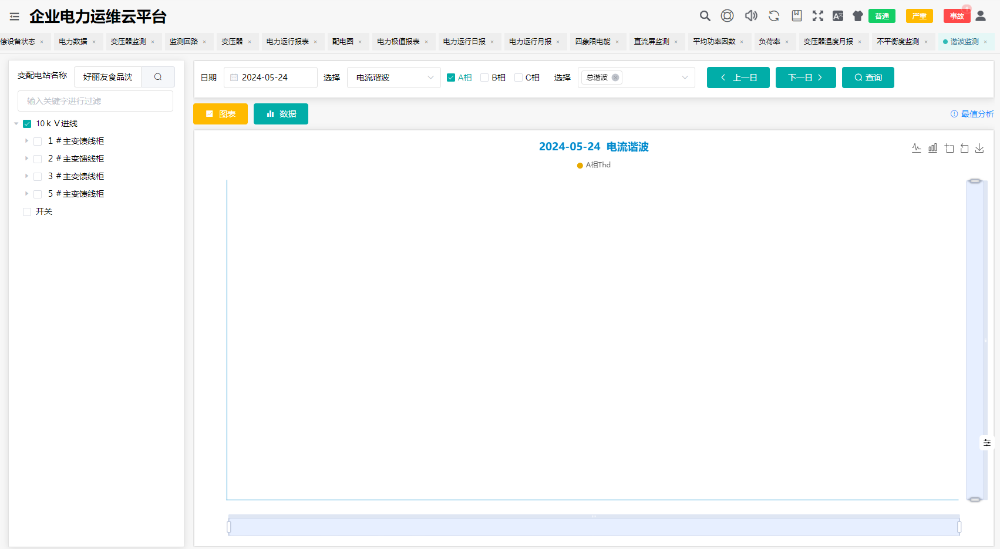 企业电力运维云平台
普通
严重
事故
1
偿设备状态
电力数据
变压器监测
监测回路
变压器
电力运行报表
配电图
电力极值报表
电力运行日报
电力运行月报
四象限电能
直流屏监测
平均功率因数
负荷率
变压器温度月报
不平衡度监测
谐波监测
变配电站名称
好丽友食品沈
输入关键字进行过滤
10ｋＶ进线
1 ＃主变馈线柜
2 ＃主变馈线柜
3 ＃主变馈线柜
5 ＃主变馈线柜
开关
日期
2024-05-24
选择
电流谐波
A相
B相
C相
选择
总谐波
上一日
下一日
查询
图表
数据
最值分析
2024-05-24 电流谐波
A相Thd